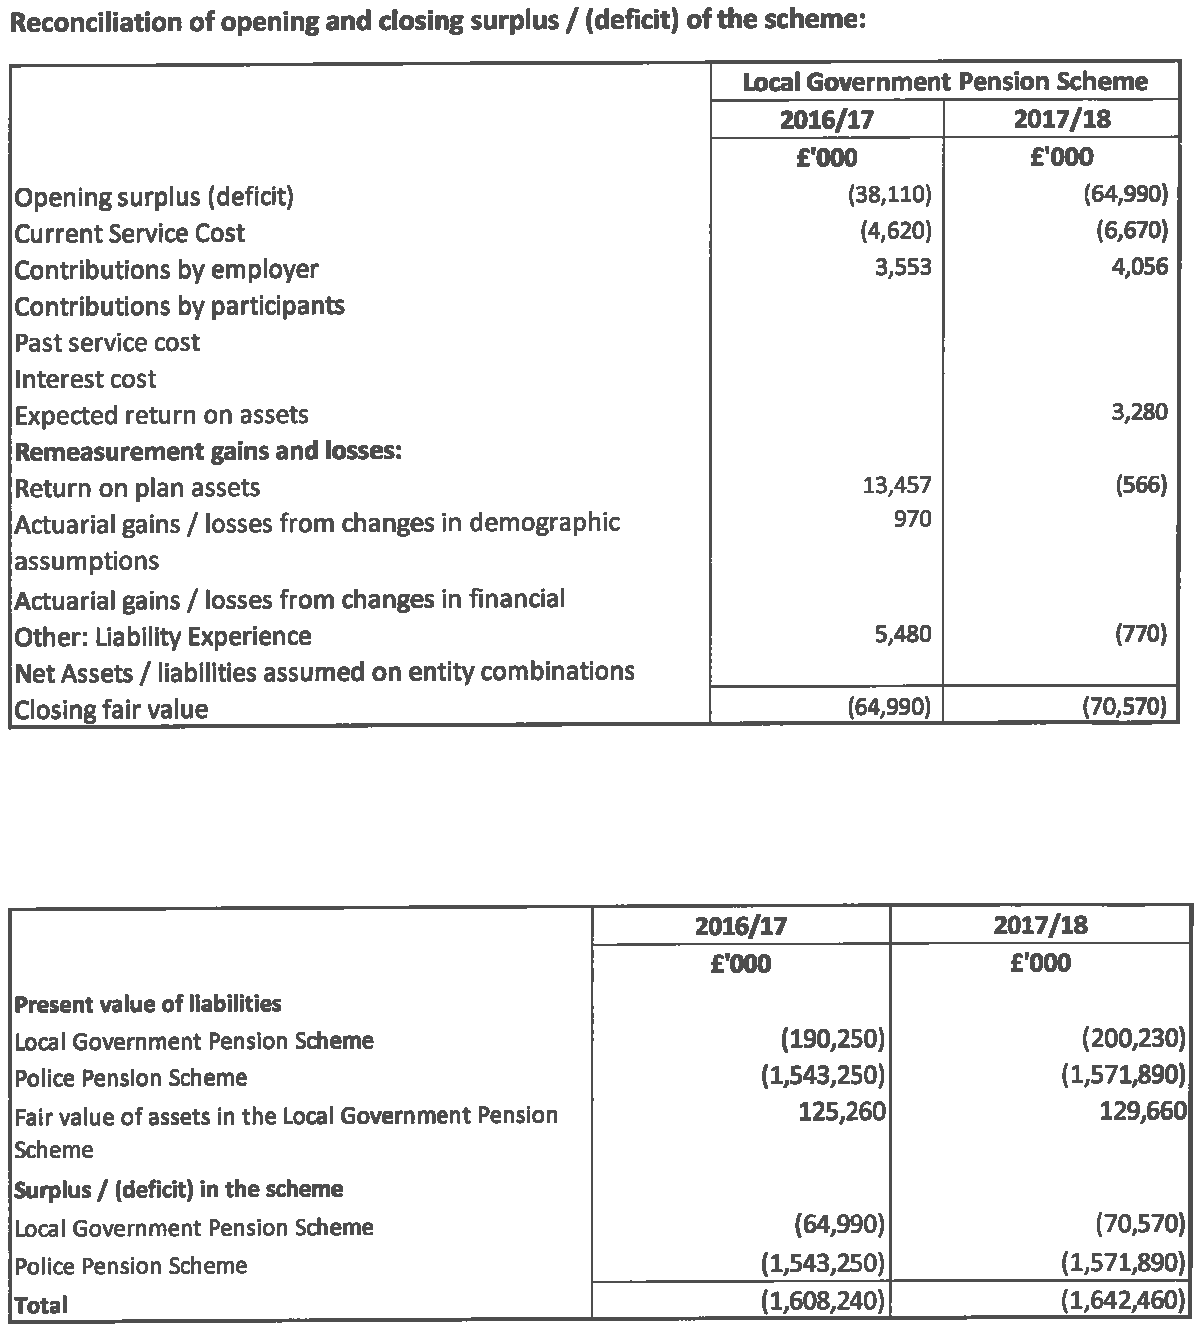 Reconciliation of opening and closing surplus / (deficit) of the scheme:
Local Government Pension Scheme
2016/17 2017/18
£'000 £'000
Opening surplus (deficit) (38,110) (64,990)
Current Service Cost (4,620) (6,670)
Contributions by employer 3,553 4,056
Contributions by participants
Past service cost
Interest cost
Expected return on assets 3,280
Remeasurement gains and losses:
Return on plan assets 13,457 (566)
Actuarial gains / losses from changes in demographic 970
assumptions
Actuarial gains / losses from changes in financial
Other: Liability Experience 5,480 (770)
Net Assets / liabilities assumed on entity combinations
Closing fair value (64,990) (70,570)
2016/17 2017/18
£'000 £'000
Present value of liabilities
Local Government Pension Scheme (190,250) (200,230)
Police Pension Scheme (1,543,250) (1,571,890)
Fair value of assets in the Local Government Pension 125,260 129,660
Scheme
Surplus / (deficit) in the scheme
Local Government Pension Scheme (64,990) (70,570)
Police Pension Scheme (1,543,250) (1,571,890)
Total (1,608,240) (1,642,460)